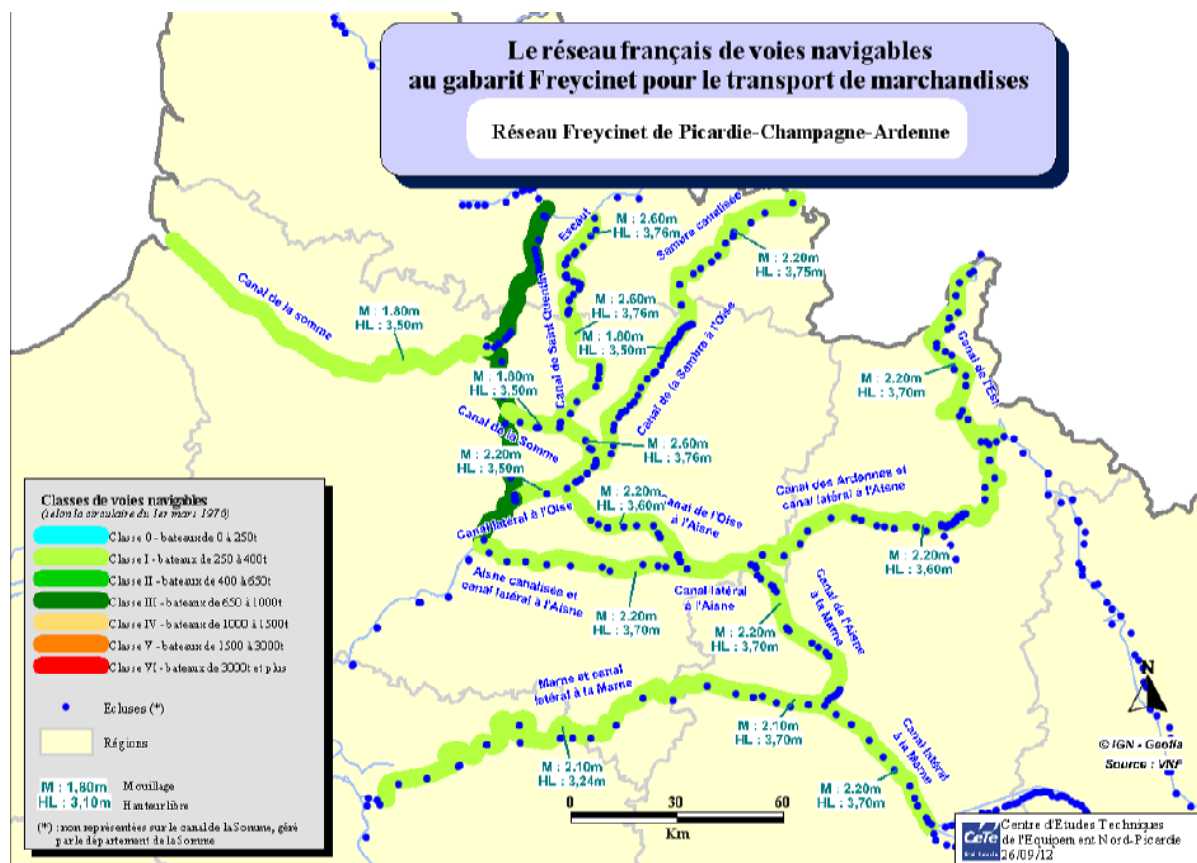 Le réseau français de voies navigables
au gabarit Freycinet pour le transport de marchandises
Réseau Freycinet de Picardie-Champagne-Ardenne
Escaut
M : 2.60m
HL : 3,76m
Sambre canalisée
M : 2.20m
HL : 3,75m
Canal de la somme
M : 1.80m
HL : 3,50m
Canal de Saint Quentin
M : 2.60m
HL : 3,76m
M : 1.80m
HL : 3,50m
Canal de la Sambre à l'Oise
Canal de l'Est
M : 2.20m
HL : 3,70m
M : 1.80m
HL : 3,50m
Canal de la Somme
M : 2.20m
HL : 3,50m
M : 2.60m
HL : 3,76m
Canal des Ardennes et
canal latéral à l'Aisne
M : 2.20m
HL : 3,60m
Canal de l'Oise
à l'Aisne
Canal latéral à l'Oise
M : 2.20m
HL : 3,60m
Aisne canalisée et
canal latéral à l'Aisne
M : 2.20m
HL : 3,70m
Canal latéral
à l'Aisne
Canal de l'Aisne
à la Marne
M : 2.20m
HL : 3,70m
Marne et canal
latéral à la Marne
M : 2.10m
HL : 3,70m
M : 2.10m
HL : 3,24m
Canal latéral
à la Marne
M : 2.20m
HL : 3,70m
Classes de voies navigables
(selon la circulaire du 1er mars 1976)
Classe 0 - bateaux de 0 à 250t
Classe I - bateaux de 250 à 400t
Classe II - bateaux de 400 à 650t
Classe III - bateaux de 650 à 1000t
Classe IV - bateaux de 1000 à 1500t
Classe V - bateaux de 1500 à 3000t
Classe VI - bateaux de 3000t et plus
Ecluses (*)
Régions
M : 1,80m Mouillage
HL : 3,10m Hauteur libre
(*) : non représentées sur le canal de la Somme, géré
par le département de la Somme
0 30 60
Km
N
© IGN - Geofla
Source : VNF
CeTe
Centre d'Etudes Techniques
de l'Equipement Nord-Picardie
26/09/12